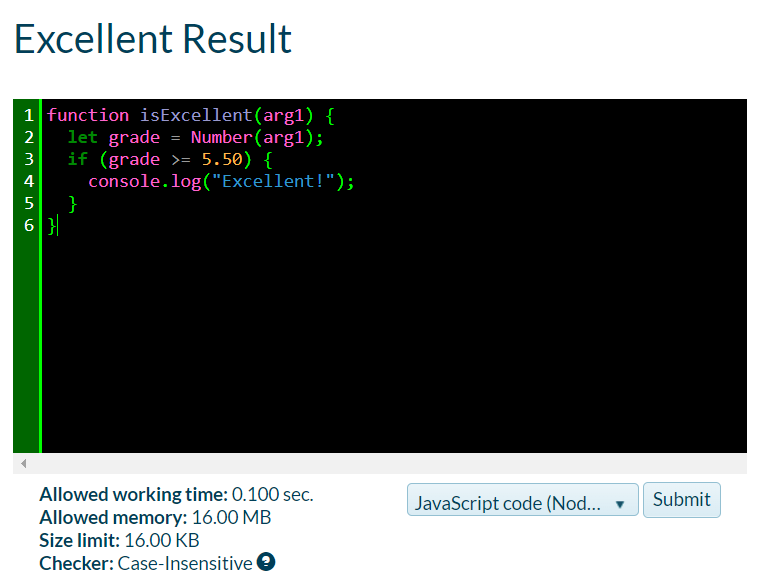 Excellent Result
1 function isExcellent(arg1) {
2   let grade = Number(arg1);
3   if (grade >= 5.50) {
4     console.log("Excellent!");
5   }
6 }
Allowed working time: 0.100 sec.
Allowed memory: 16.00 MB
Size limit: 16.00 KB
Checker: Case-Insensitive ?
JavaScript code (Nod... Submit